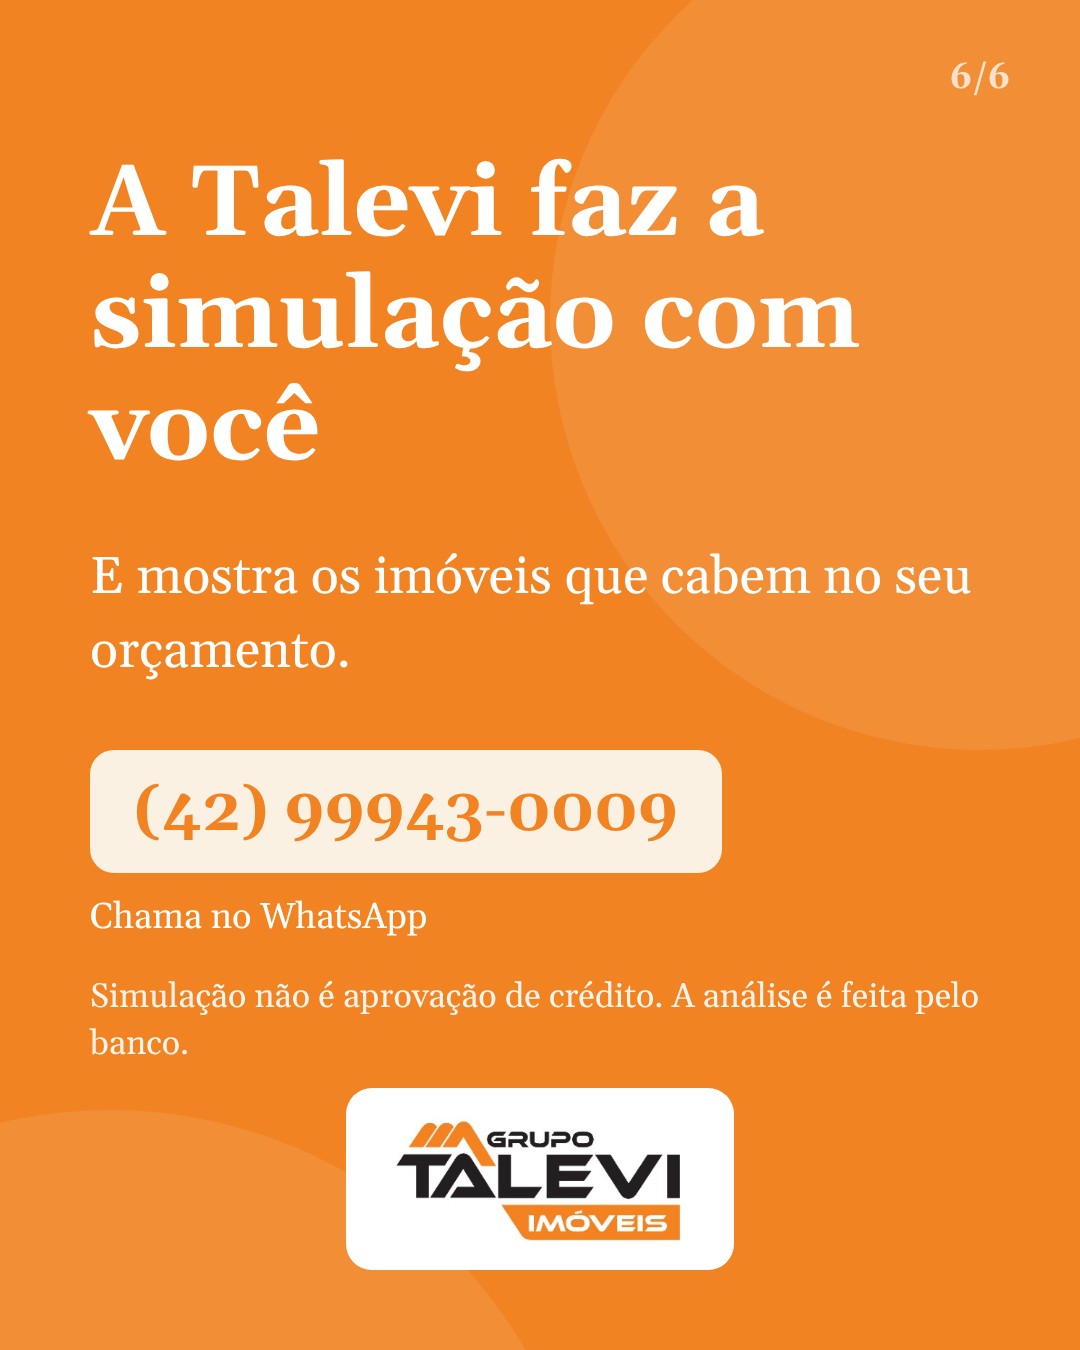 6/6
A Talevi faz a
simulação com
você
E mostra os imóveis que cabem no seu
orçamento.
(42) 99943-0009
Chama no WhatsApp
Simulação não é aprovação de crédito. A análise é feita pelo
banco.
GRUPO
TALEVI
IMÓVEIS